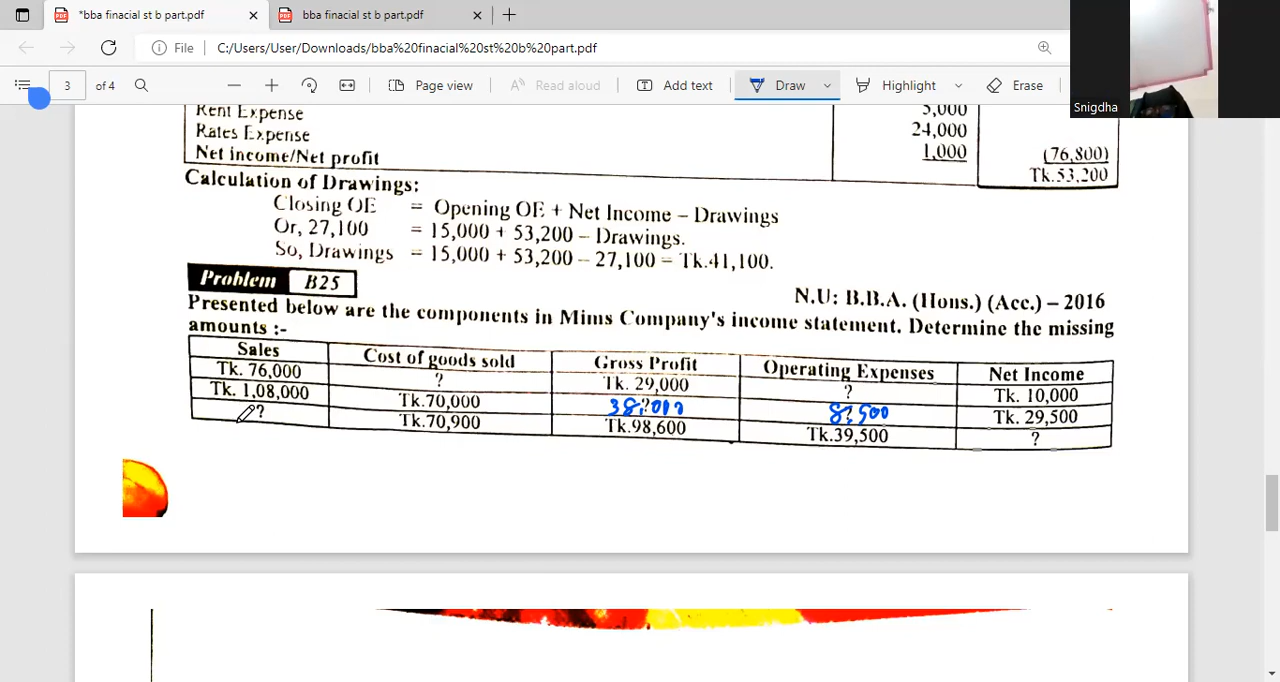 *bba finacial st b part.pdf
bba finacial st b part.pdf
File C:/Users/User/Downloads/bba%20finacial%20st%20b%20part.pdf
3 of 4
Page view
Read aloud
Add text
Draw
Highlight
Erase
Snigdha
Rent Expense 5,000
Rates Expense 24,000
Net income/Net profit 1,000 (76,800)
Tk.53,200
Calculation of Drawings:
Closing OE = Opening OE + Net Income – Drawings
Or, 27,100 = 15,000 + 53,200 – Drawings.
So, Drawings = 15,000 + 53,200 – 27,100 = Tk.41,100.
Problem B25
N.U: B.B.A. (Hons.) (Acc.) – 2016
Presented below are the components in Mims Company's income statement. Determine the missing
amounts :-
Sales Cost of goods sold Gross Profit Operating Expenses Net Income
Tk. 76,000 ? Tk. 29,000 ? Tk. 10,000
Tk. 1,08,000 Tk.70,000 38,?000 8?500 Tk. 29,500
? Tk.70,900 Tk.98,600 Tk.39,500 ?